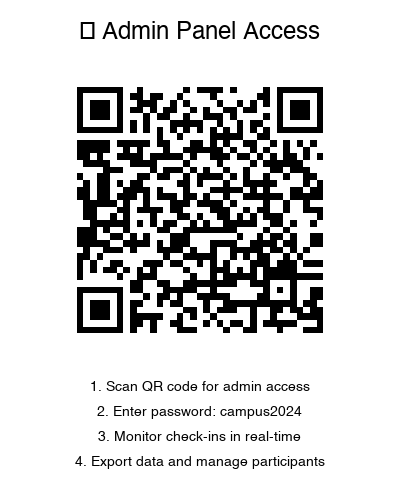 Admin Panel Access
1. Scan QR code for admin access
2. Enter password: campus2024
3. Monitor check-ins in real-time
4. Export data and manage participants